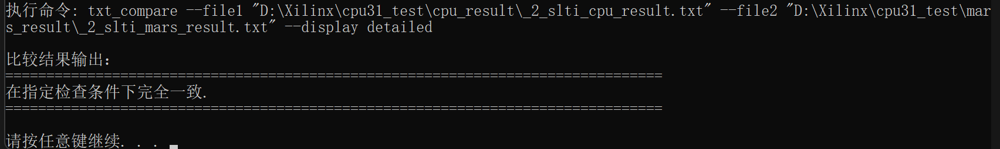 执行命令: txt_compare --file1 "D:\Xilinx\cpu31_test\cpu_result\_2_slti_cpu_result.txt" --file2 "D:\Xilinx\cpu31_test\mar
s_result\_2_slti_mars_result.txt" --display detailed
比较结果输出:
================================================================================
在指定检查条件下完全一致.
================================================================================
请按任意键继续. . .